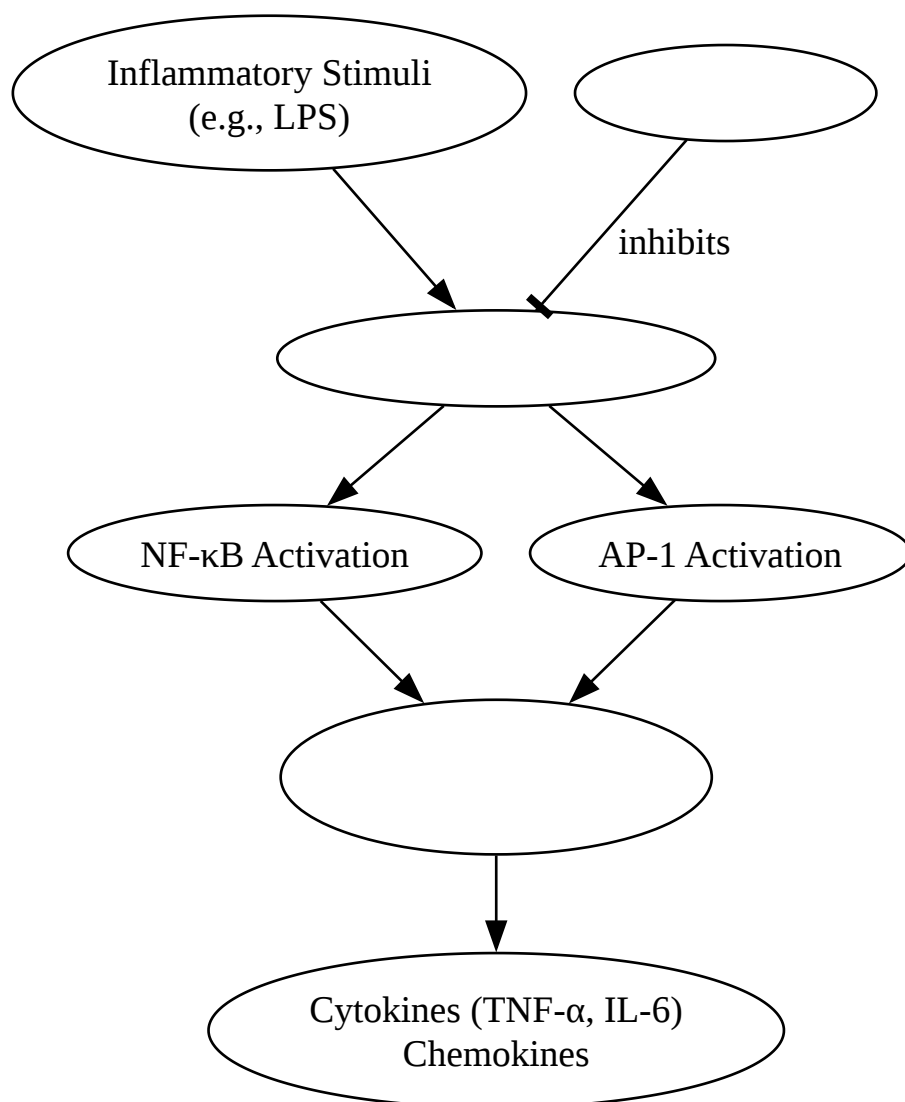 Inflammatory Stimuli
(e.g., LPS)
inhibits
NF-κB Activation
AP-1 Activation
Cytokines (TNF-α, IL-6)
Chemokines